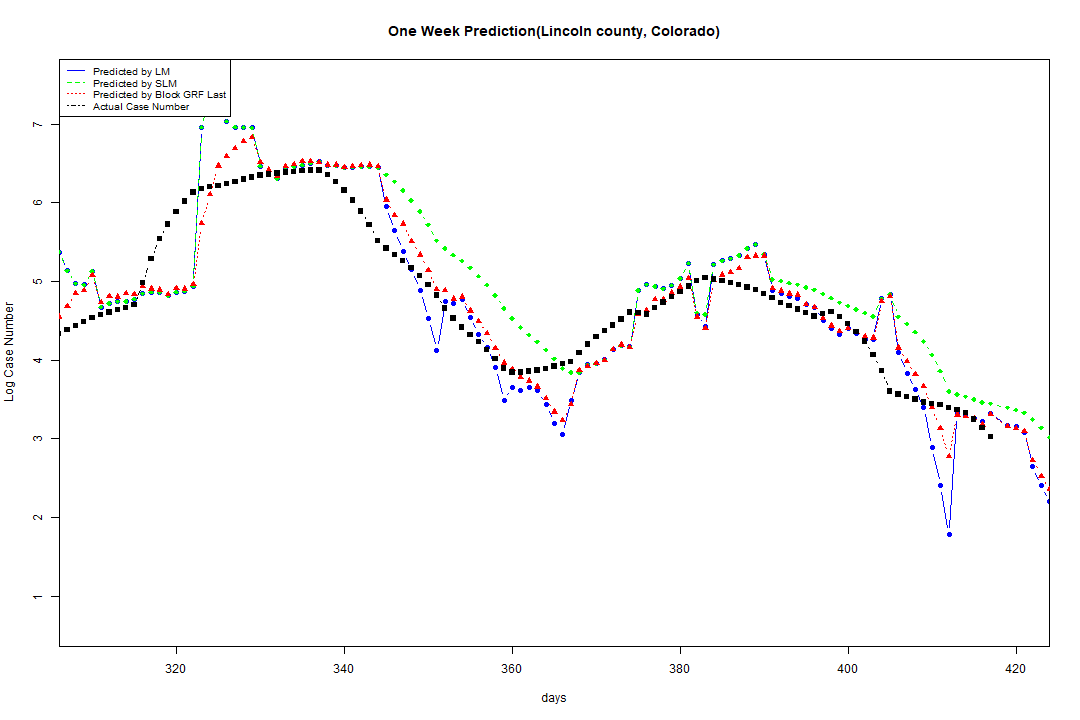 One Week Prediction(Lincoln county, Colorado)
Predicted by LM
Predicted by SLM
Predicted by Block GRF Last
Actual Case Number
Log Case Number
7
6
5
4
3
2
1
320 340 360 380 400 420
days